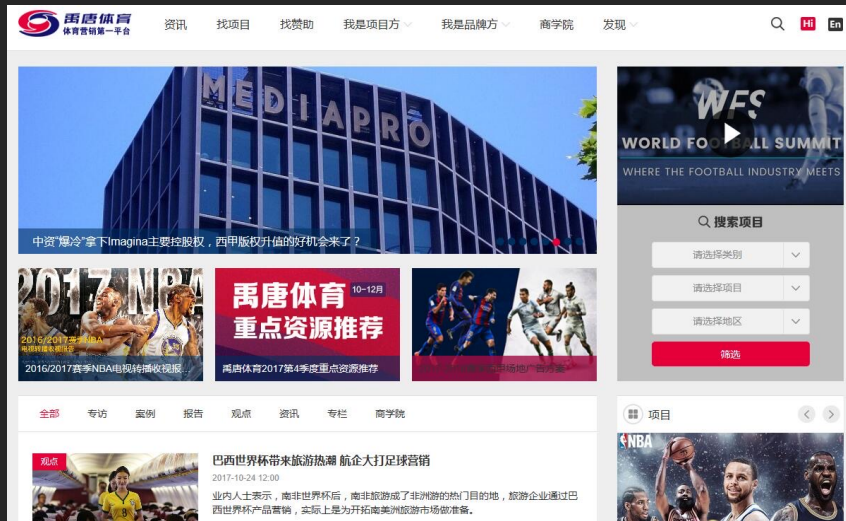 禹唐体育
体育营销第一平台
资讯
找项目
找赞助
我是项目方
我是品牌方
商学院
发现
Hi
En
MEDIAPRO
中资“爆冷”拿下Imagina主要控股权，西甲版权升值的好机会来了？
WFS
WORLD FOOTBALL SUMMIT
WHERE THE FOOTBALL INDUSTRY MEETS
搜索项目
请选择类别
请选择项目
请选择地区
筛选
2017 NBA
2016/2017赛季NBA
电视转播收视报告
2016/2017赛季NBA电视转播收视报...
禹唐体育
10-12月
重点资源推荐
禹唐体育2017第4季度重点资源推荐
全部
专访
案例
报告
观点
资讯
专栏
商学院
项目
NBA
观点
巴西世界杯带来旅游热潮 航企大打足球营销
2017-10-24 12:00
业内人士表示，南非世界杯后，南非旅游成了非洲游的热门目的地，旅游企业通过巴
西世界杯产品营销，实际上是为开拓南美洲旅游市场做准备。